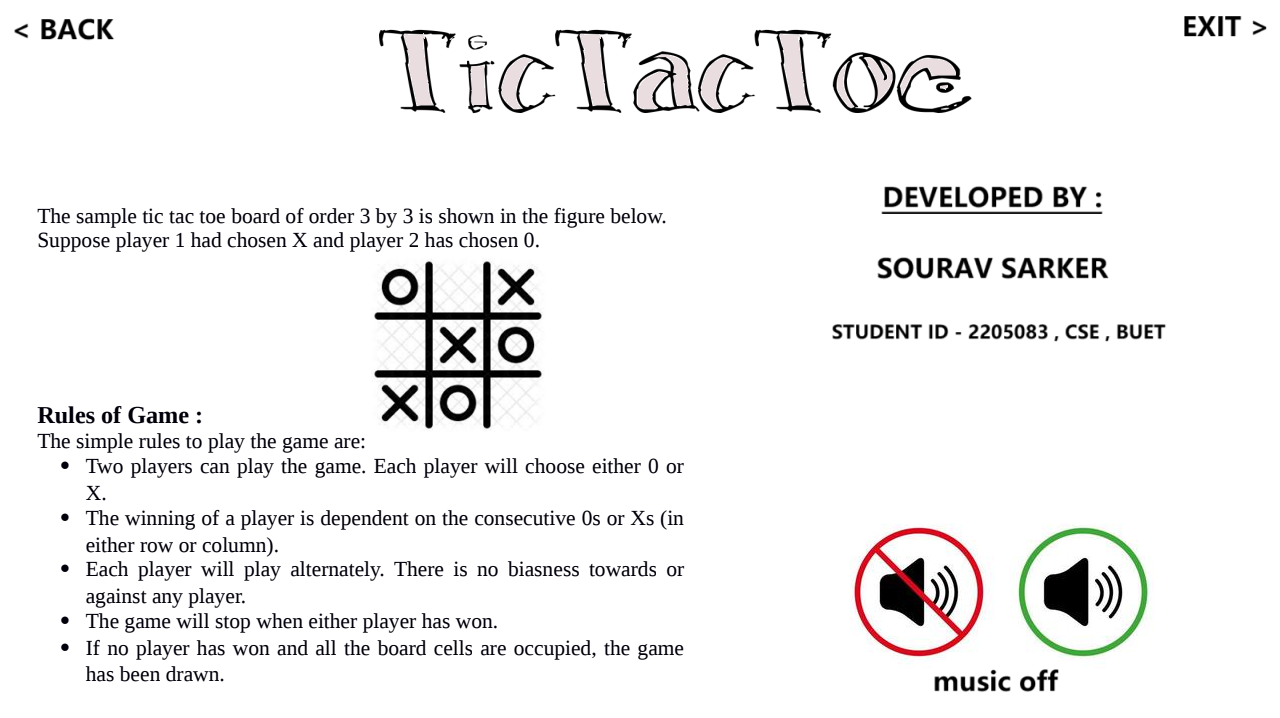 < BACK
EXIT >
TicTacToe
The sample tic tac toe board of order 3 by 3 is shown in the figure below.
Suppose player 1 had chosen X and player 2 has chosen 0.
O X
X O
X O
Rules of Game :
The simple rules to play the game are:
• Two players can play the game. Each player will choose either 0 or
X.
• The winning of a player is dependent on the consecutive 0s or Xs (in
either row or column).
• Each player will play alternately. There is no biasness towards or
against any player.
• The game will stop when either player has won.
• If no player has won and all the board cells are occupied, the game
has been drawn.
DEVELOPED BY :
SOURAV SARKER
STUDENT ID - 2205083 , CSE , BUET
music off